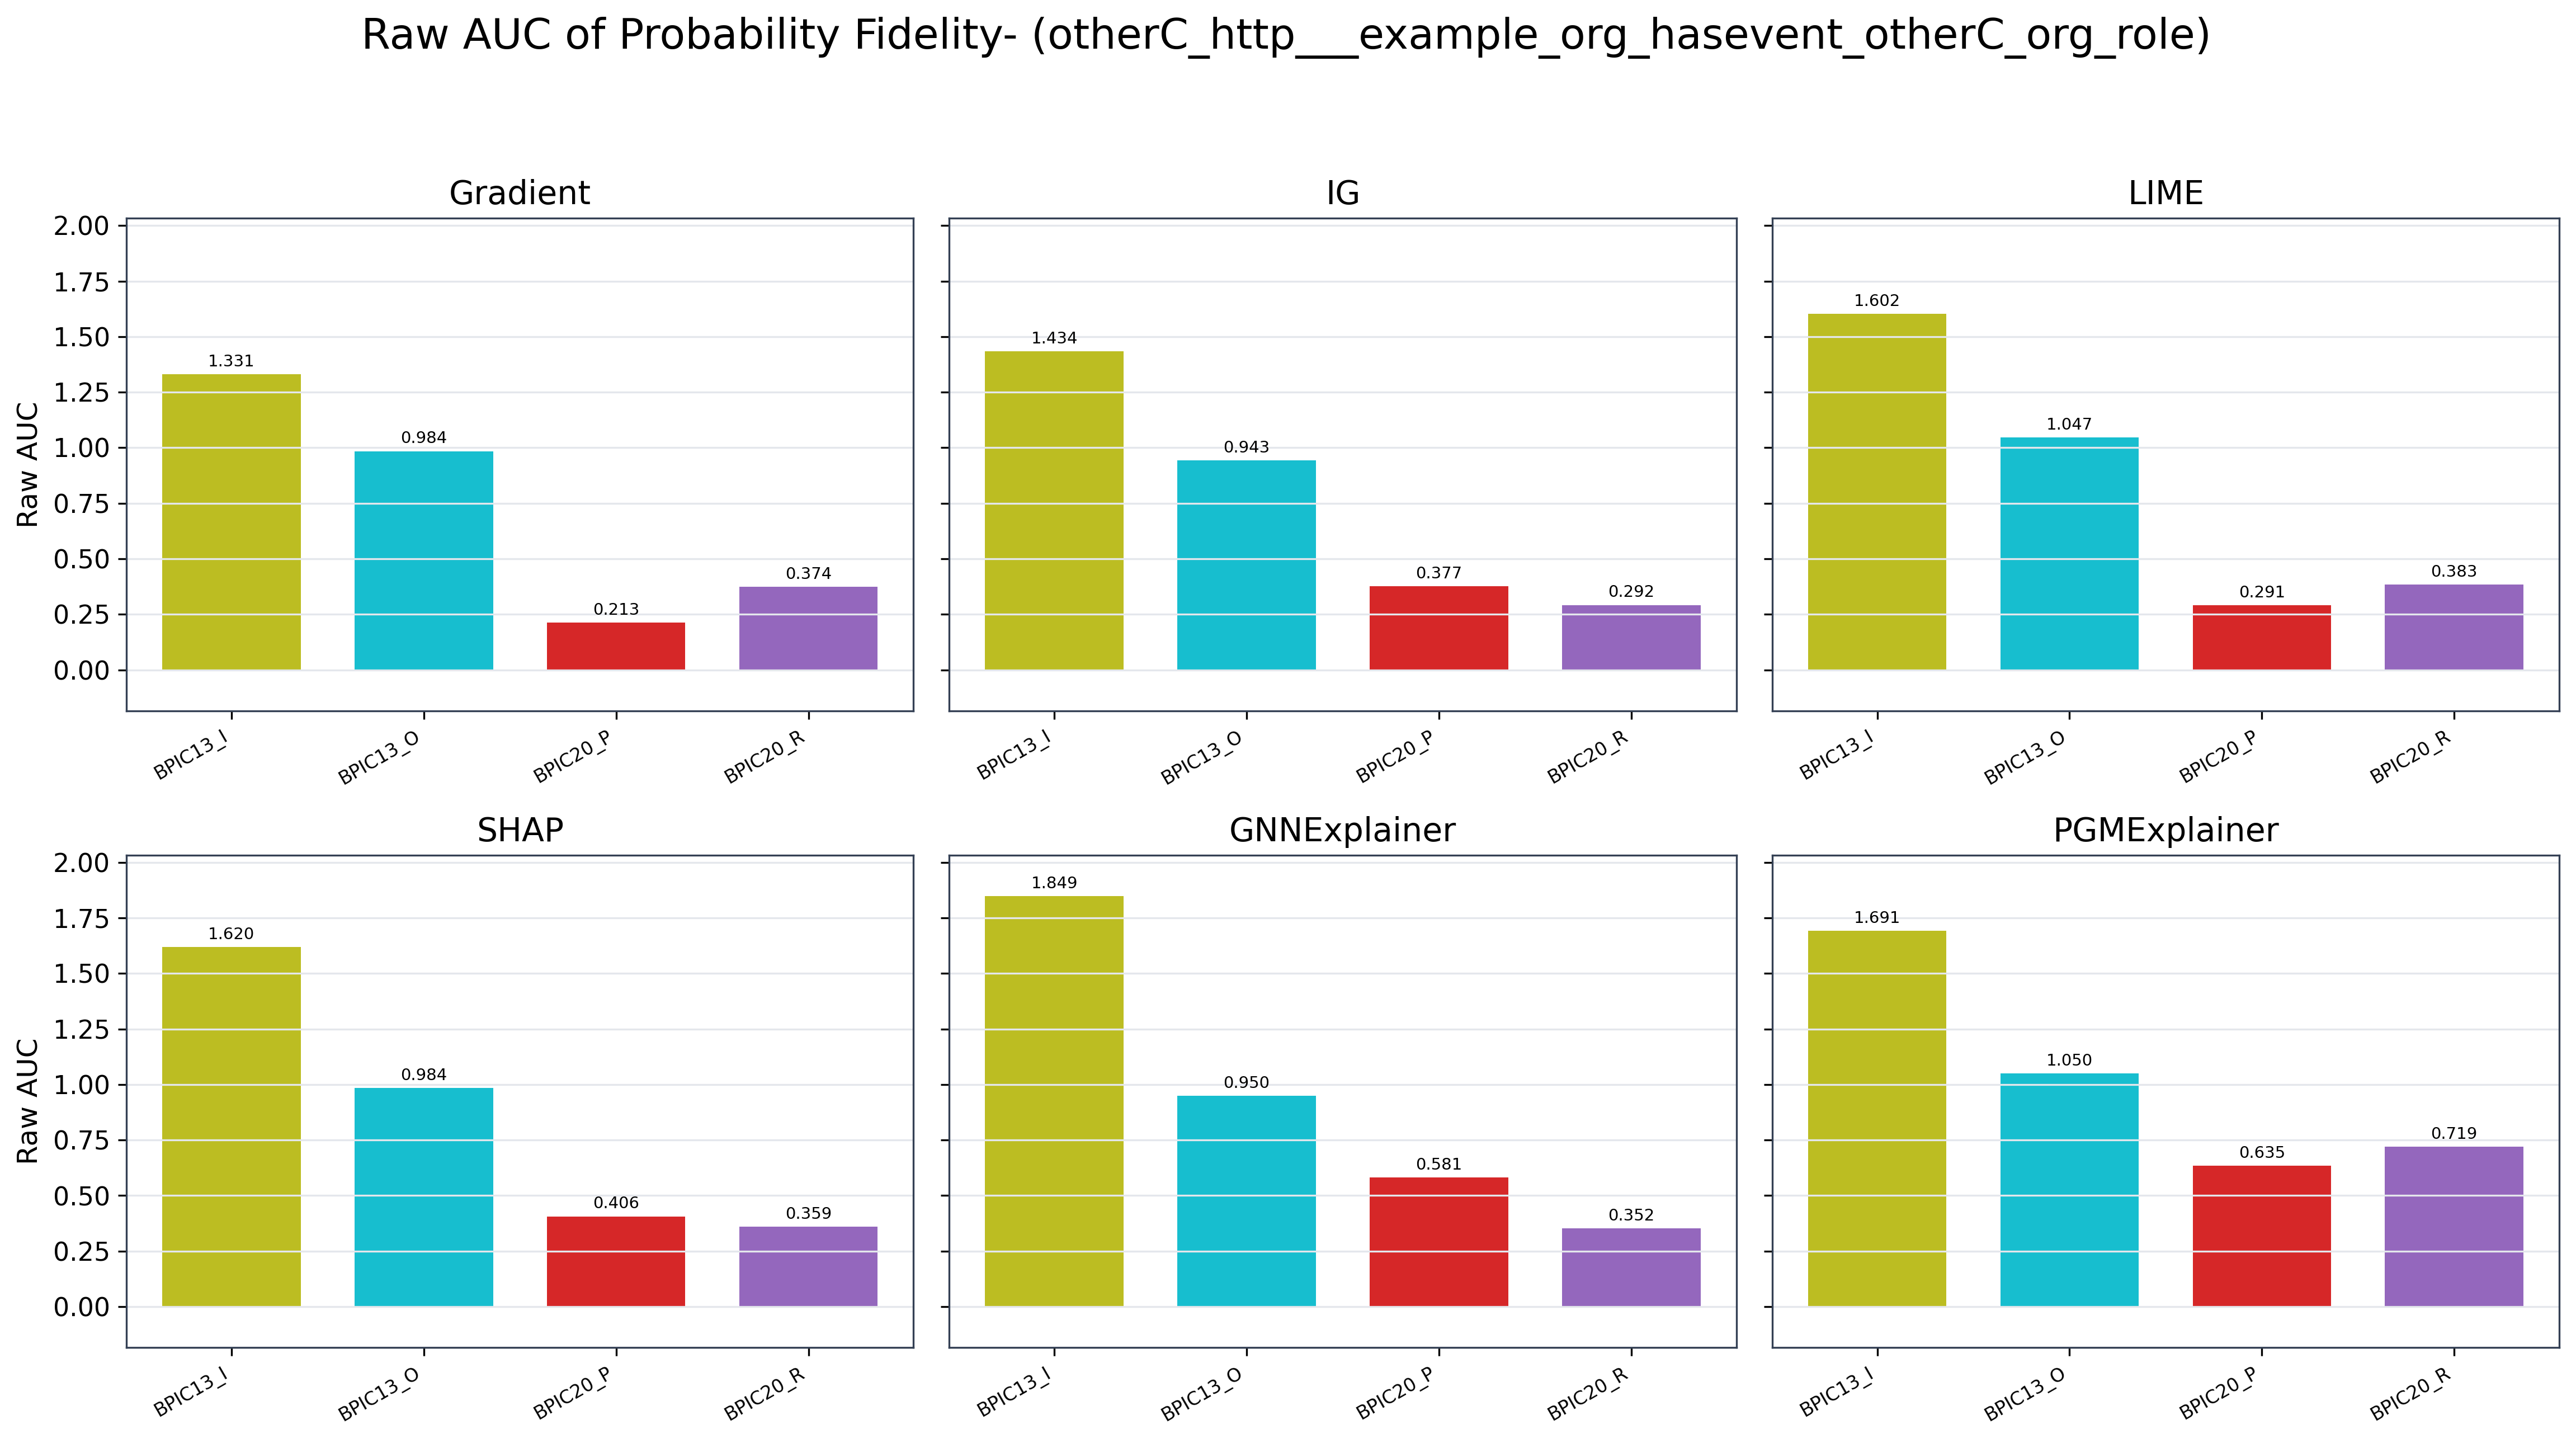 Raw AUC of Probability Fidelity- (otherC_http___example_org_hasevent_otherC_org_role)
Gradient
Raw AUC
2.00
1.75
1.50
1.25
1.00
0.75
0.50
0.25
0.00
1.331
0.984
0.213
0.374
BPIC13_I
BPIC13_O
BPIC20_P
BPIC20_R
IG
1.434
0.943
0.377
0.292
BPIC13_I
BPIC13_O
BPIC20_P
BPIC20_R
LIME
1.602
1.047
0.291
0.383
BPIC13_I
BPIC13_O
BPIC20_P
BPIC20_R
SHAP
Raw AUC
2.00
1.75
1.50
1.25
1.00
0.75
0.50
0.25
0.00
1.620
0.984
0.406
0.359
BPIC13_I
BPIC13_O
BPIC20_P
BPIC20_R
GNNExplainer
1.849
0.950
0.581
0.352
BPIC13_I
BPIC13_O
BPIC20_P
BPIC20_R
PGMExplainer
1.691
1.050
0.635
0.719
BPIC13_I
BPIC13_O
BPIC20_P
BPIC20_R